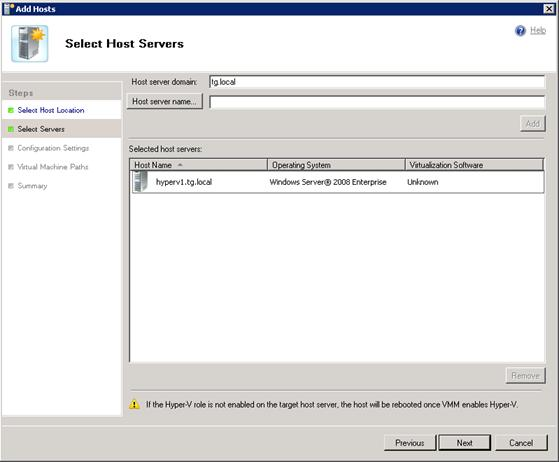 Add Hosts
Select Host Servers
Help
Steps
Select Host Location
Select Servers
Configuration Settings
Virtual Machine Paths
Summary
Host server domain: tg.local
Host server name...
Add
Selected host servers:
Host Name Operating System Virtualization Software
hyperv1.tg.local Windows Server® 2008 Enterprise Unknown
Remove
If the Hyper-V role is not enabled on the target host server, the host will be rebooted once VMM enables Hyper-V.
Previous Next Cancel